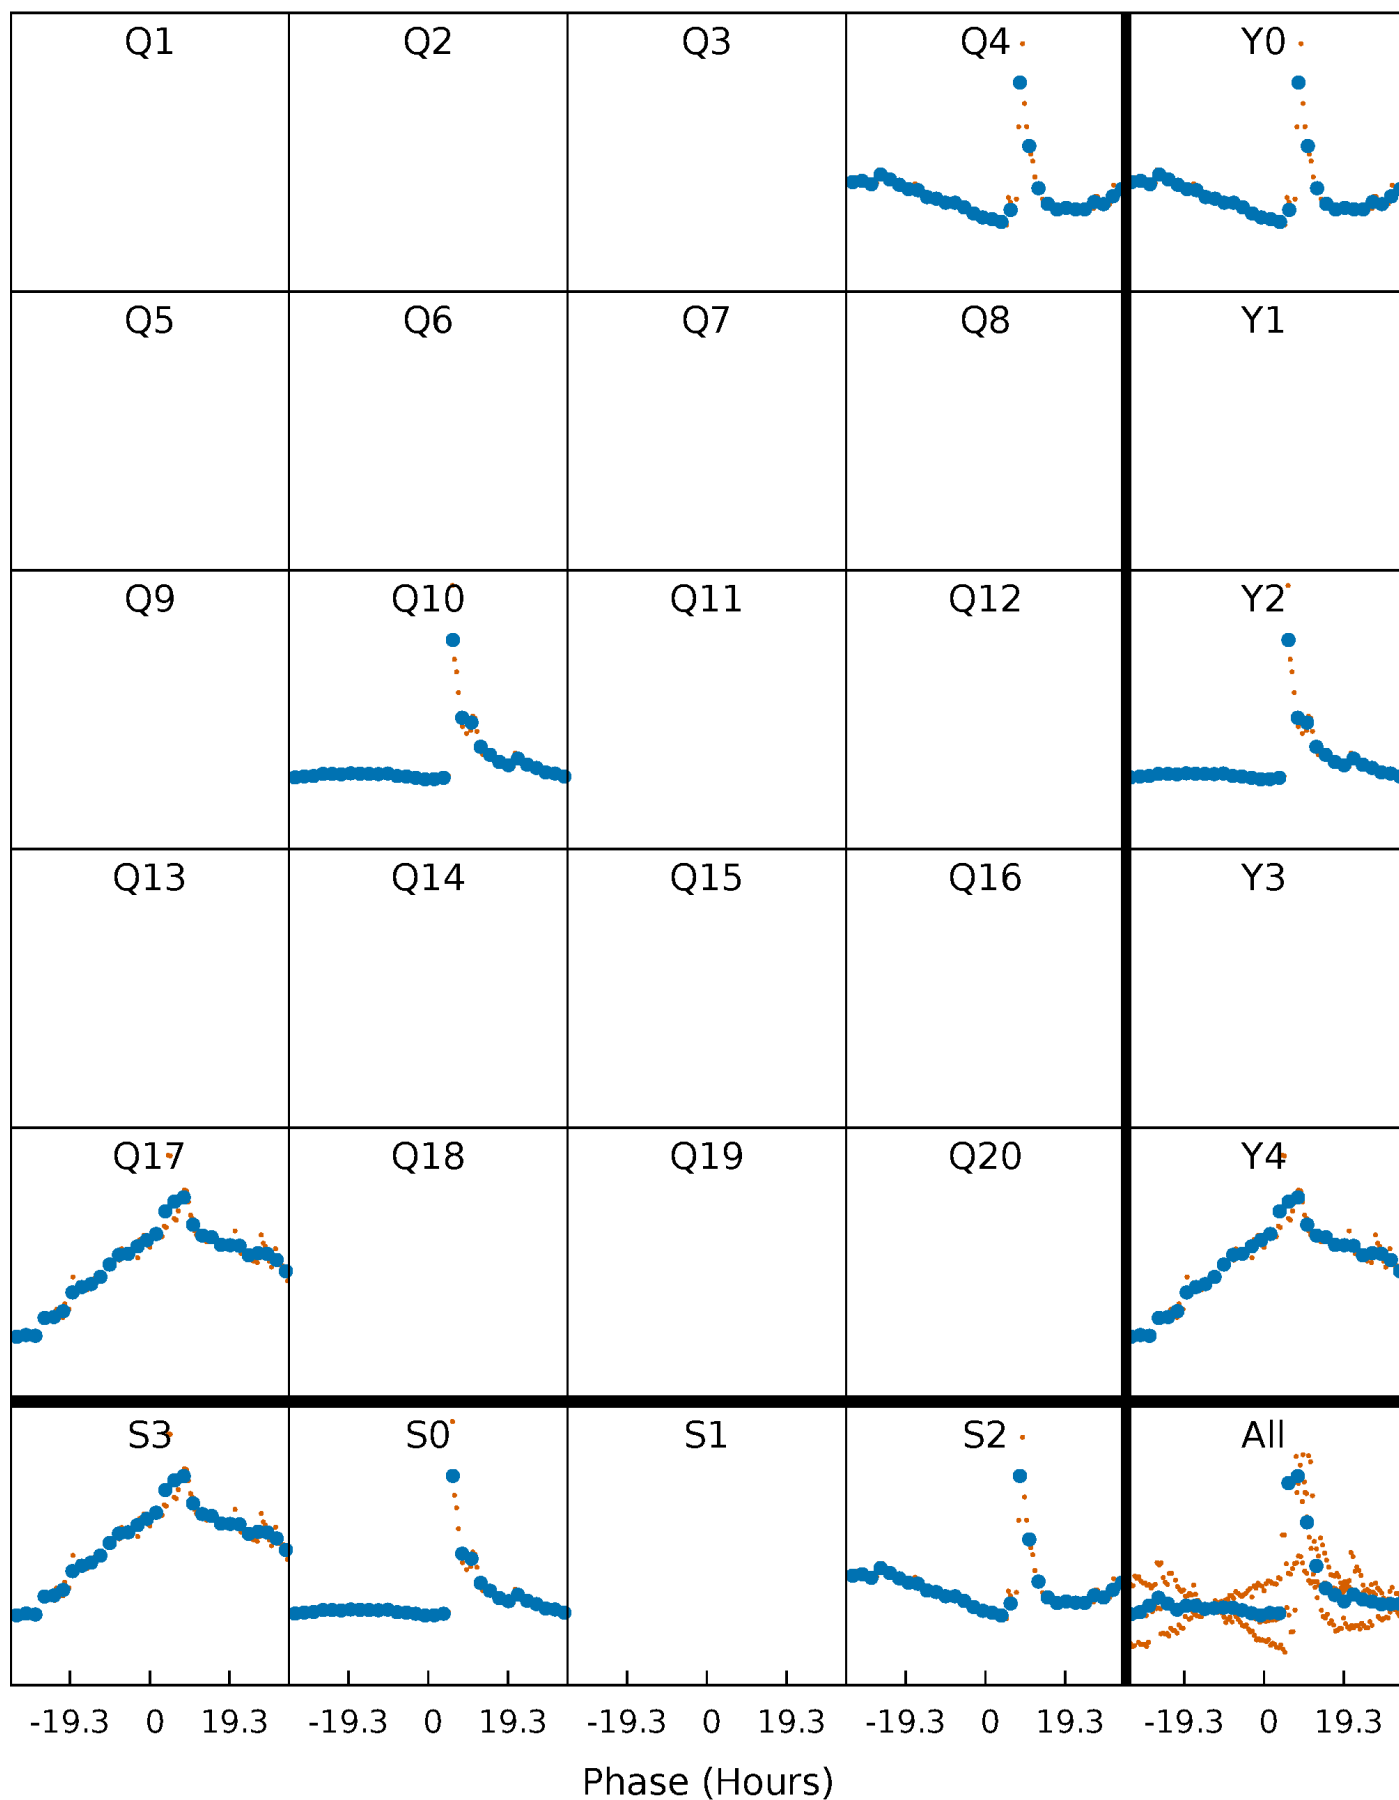 Q1 Q2 Q3 Q4 Y0
Q5 Q6 Q7 Q8 Y1
Q9 Q10 Q11 Q12 Y2
Q13 Q14 Q15 Q16 Y3
Q17 Q18 Q19 Q20 Y4
S3 S0 S1 S2 All
-19.3 0 19.3 -19.3 0 19.3 -19.3 0 19.3 -19.3 0 19.3 -19.3 0 19.3
Phase (Hours)